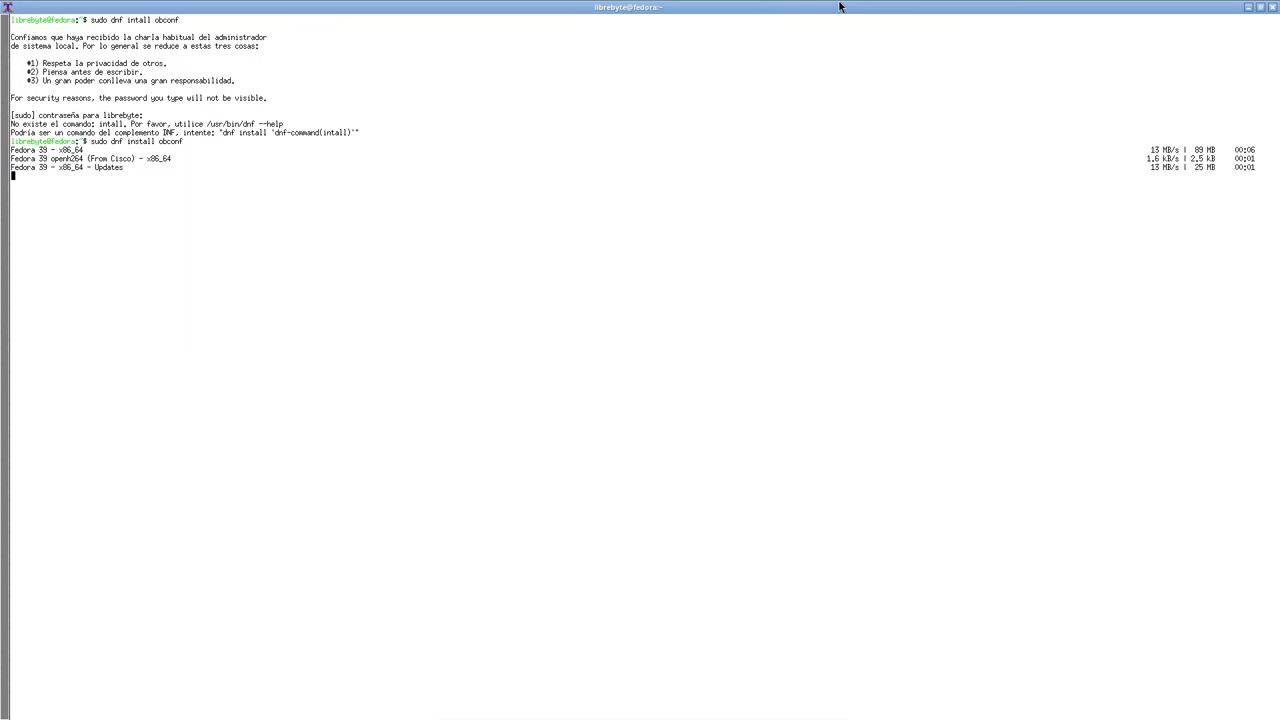 librebyte@fedora:~
librebyte@fedora:~$ sudo dnf intall obconf
Confiamos que haya recibido la charla habitual del administrador
de sistema local. Por lo general se reduce a estas tres cosas:
#1) Respeta la privacidad de otros.
#2) Piensa antes de escribir.
#3) Un gran poder conlleva una gran responsabilidad.
For security reasons, the password you type will not be visible.
[sudo] contraseña para librebyte:
No existe el comando: intall. Por favor, utilice /usr/bin/dnf --help
Podría ser un comando del complemento DNF, intente: "dnf install 'dnf-command(intall)'"
librebyte@fedora:~$ sudo dnf install obconf
Fedora 39 - x86_64 13 MB/s | 89 MB 00:06
Fedora 39 openh264 (From Cisco) - x86_64 1.6 kB/s | 2.5 kB 00:01
Fedora 39 - x86_64 - Updates 13 MB/s | 25 MB 00:01